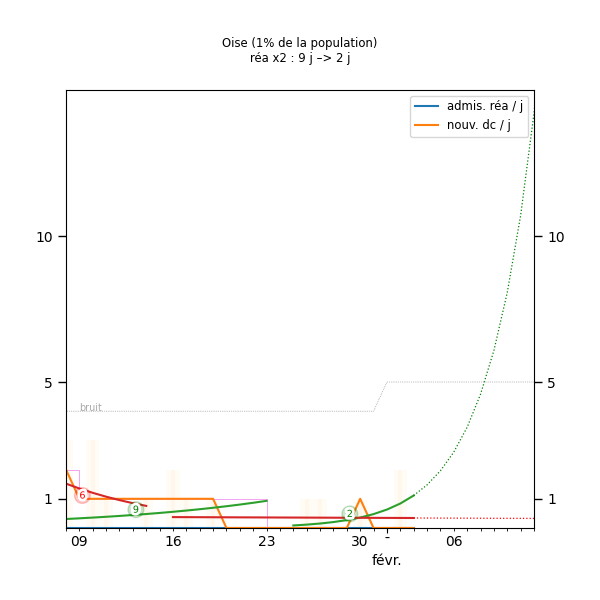 Oise (1% de la population)
réa x2 : 9 j –> 2 j
admis. réa / j
nouv. dc / j
10
10
5
5
bruit
1
1
6
9
2
09
16
23
30
-
06
févr.